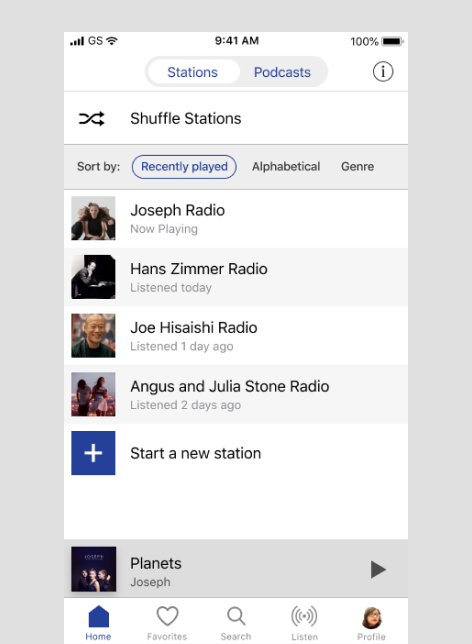 GS
9:41 AM
100%
Stations
Podcasts
i
Shuffle Stations
Sort by:
Recently played
Alphabetical
Genre
Joseph Radio
Now Playing
Hans Zimmer Radio
Listened today
Joe Hisaishi Radio
Listened 1 day ago
Angus and Julia Stone Radio
Listened 2 days ago
Start a new station
JOSEPH
Planets
Joseph
Home
Favorites
Search
Listen
Profile